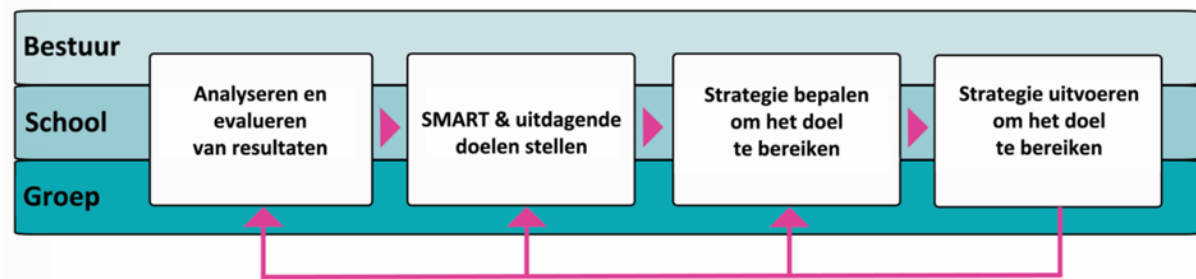 Bestuur
School
Groep
Analyseren en
evalueren
van resultaten
SMART & uitdagende
doelen stellen
Strategie bepalen
om het doel
te bereiken
Strategie uitvoeren
om het doel
te bereiken